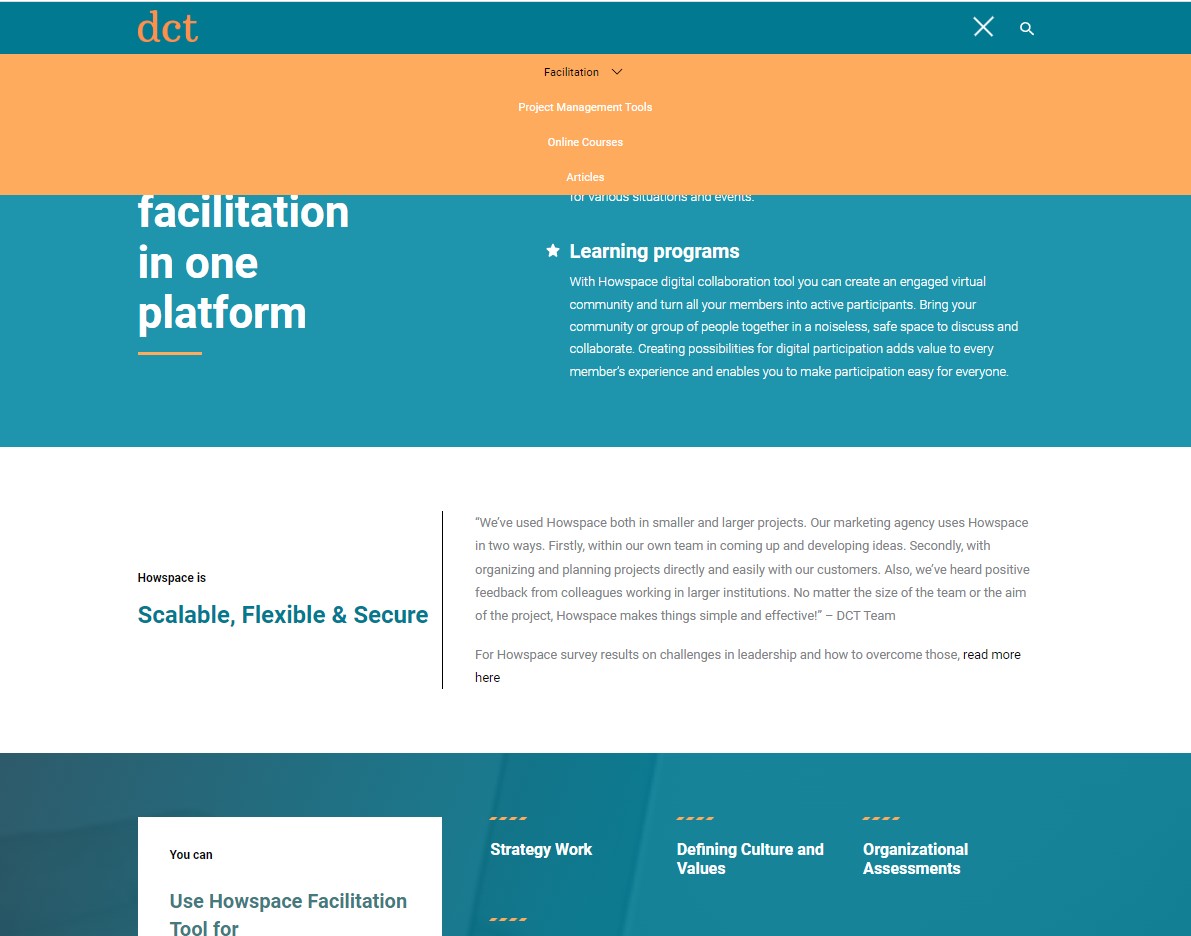 dct
Facilitation
Project Management Tools
Online Courses
Articles
facilitation
in one
platform
for various situations and events.
Learning programs
With Howspace digital collaboration tool you can create an engaged virtual
community and turn all your members into active participants. Bring your
community or group of people together in a noiseless, safe space to discuss and
collaborate. Creating possibilities for digital participation adds value to every
member’s experience and enables you to make participation easy for everyone.
Howspace is
Scalable, Flexible & Secure
“We’ve used Howspace both in smaller and larger projects. Our marketing agency uses Howspace
in two ways. Firstly, within our own team in coming up and developing ideas. Secondly, with
organizing and planning projects directly and easily with our customers. Also, we’ve heard positive
feedback from colleagues working in larger institutions. No matter the size of the team or the aim
of the project, Howspace makes things simple and effective!” – DCT Team
For Howspace survey results on challenges in leadership and how to overcome those, read more
here
You can
Use Howspace Facilitation
Tool for
Strategy Work
Defining Culture and
Values
Organizational
Assessments